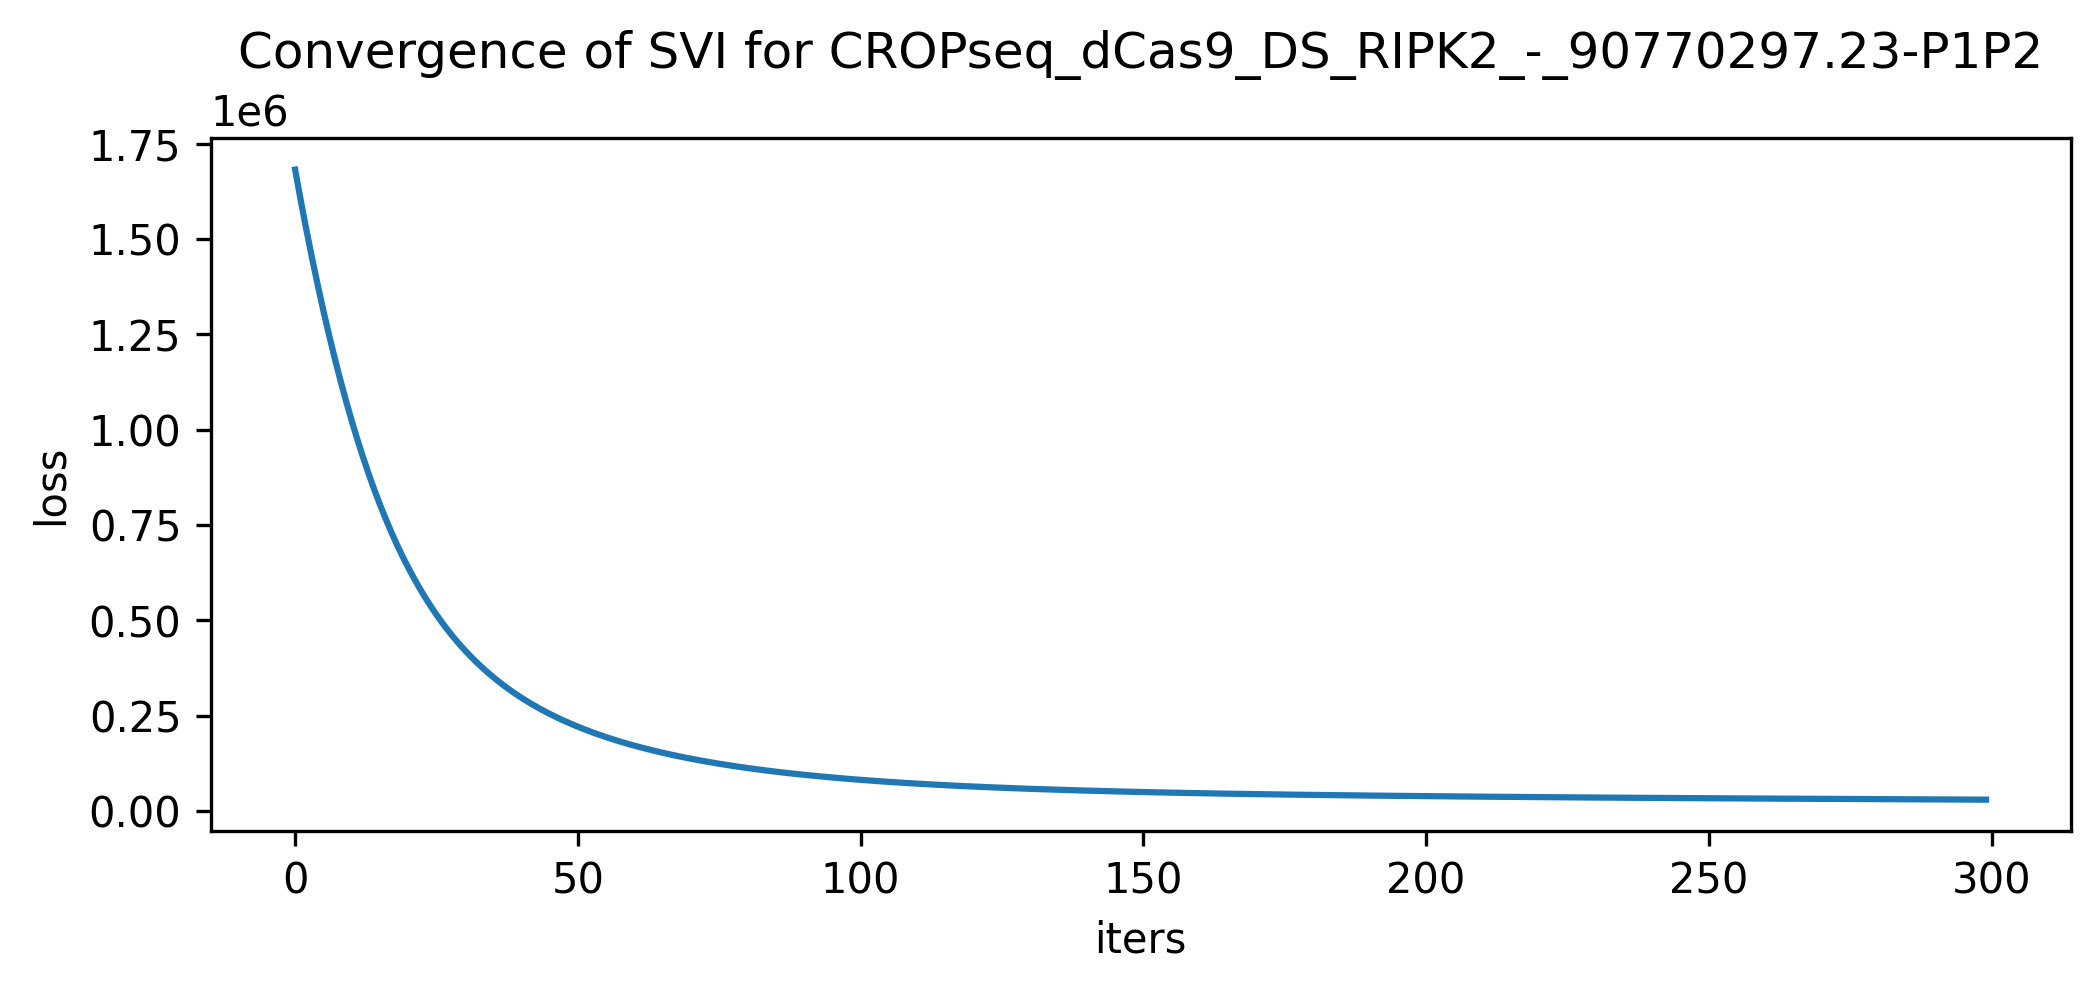 Convergence of SVI for CROPseq_dCas9_DS_RIPK2_-_90770297.23-P1P2
1e6
1.75
1.50
1.25
1.00
0.75
0.50
0.25
0.00
loss
0 50 100 150 200 250 300
iters